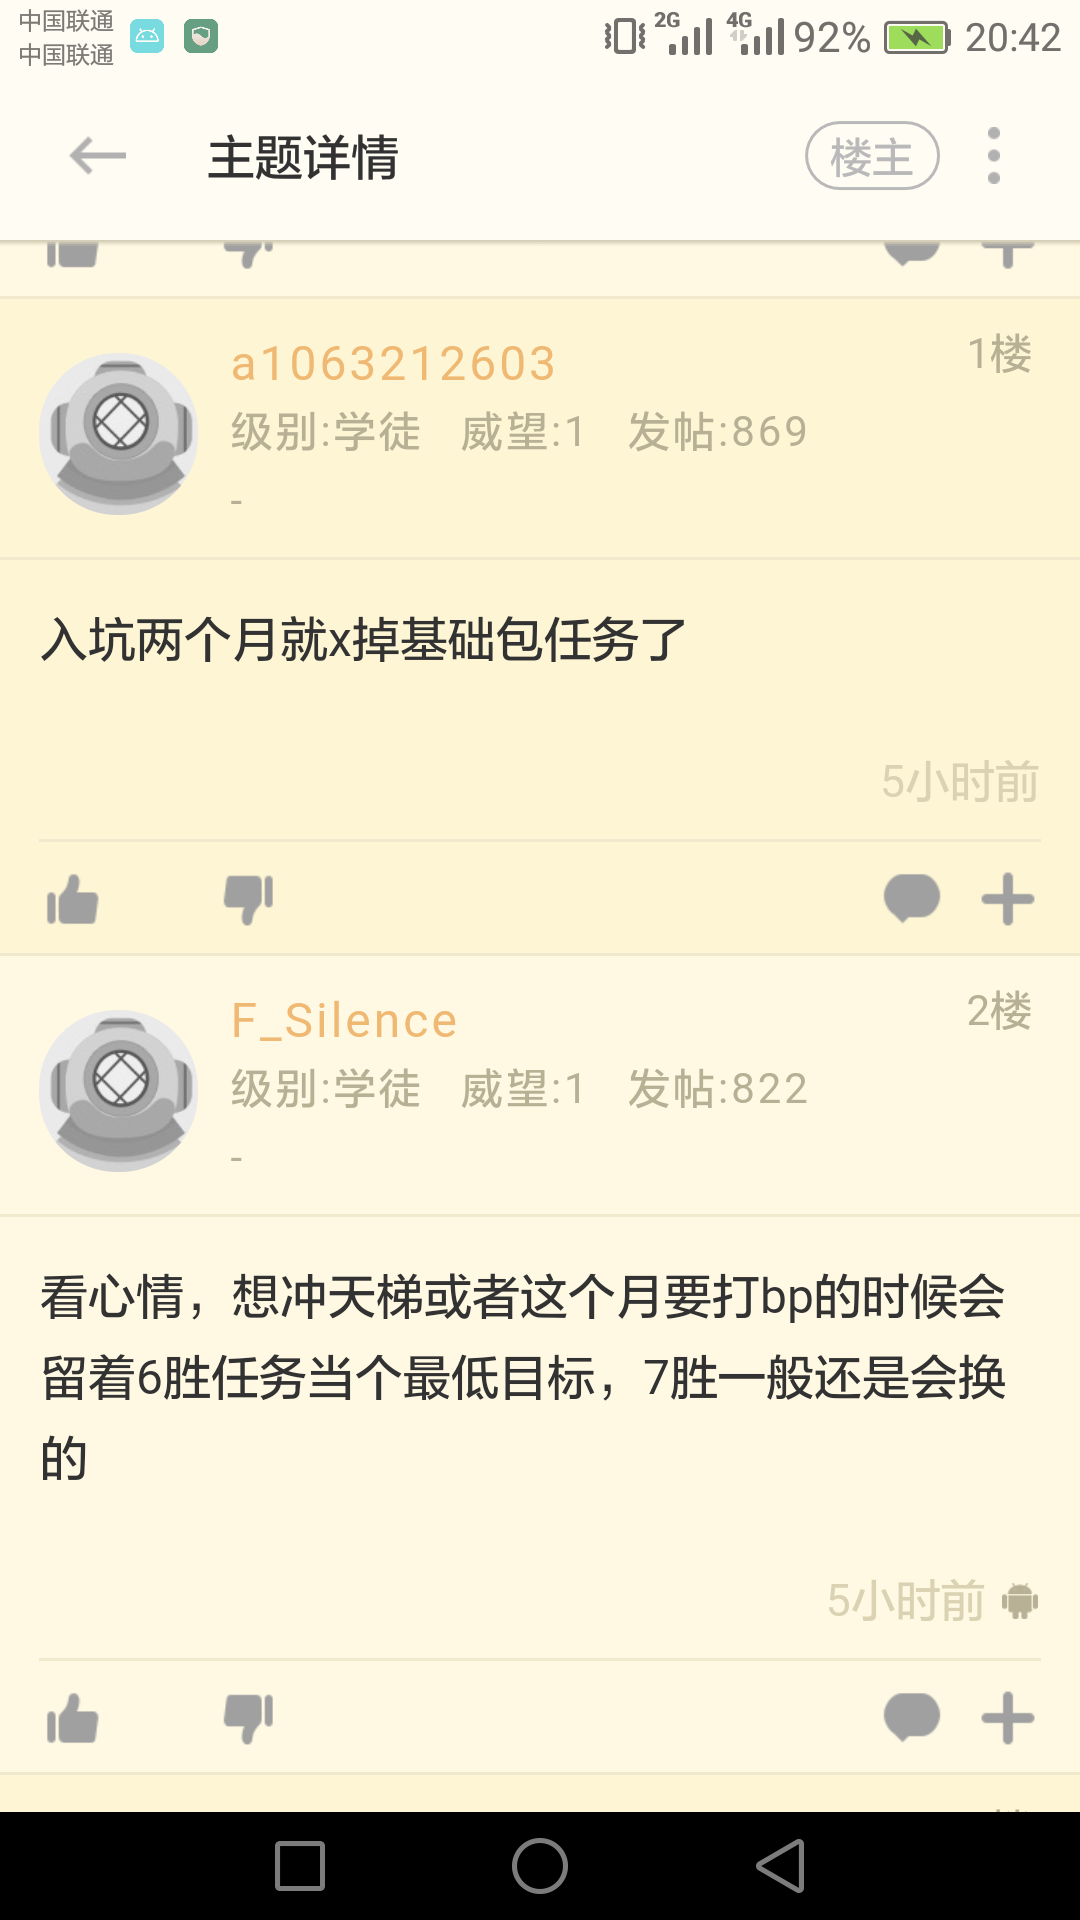 中国联通
中国联通
2G 4G 92% 20:42
主题详情 楼主
a1063212603 1楼
级别:学徒 威望:1 发帖:869
-
入坑两个月就x掉基础包任务了
5小时前
F_Silence 2楼
级别:学徒 威望:1 发帖:822
-
看心情，想冲天梯或者这个月要打bp的时候会
留着6胜任务当个最低目标，7胜一般还是会换
的
5小时前